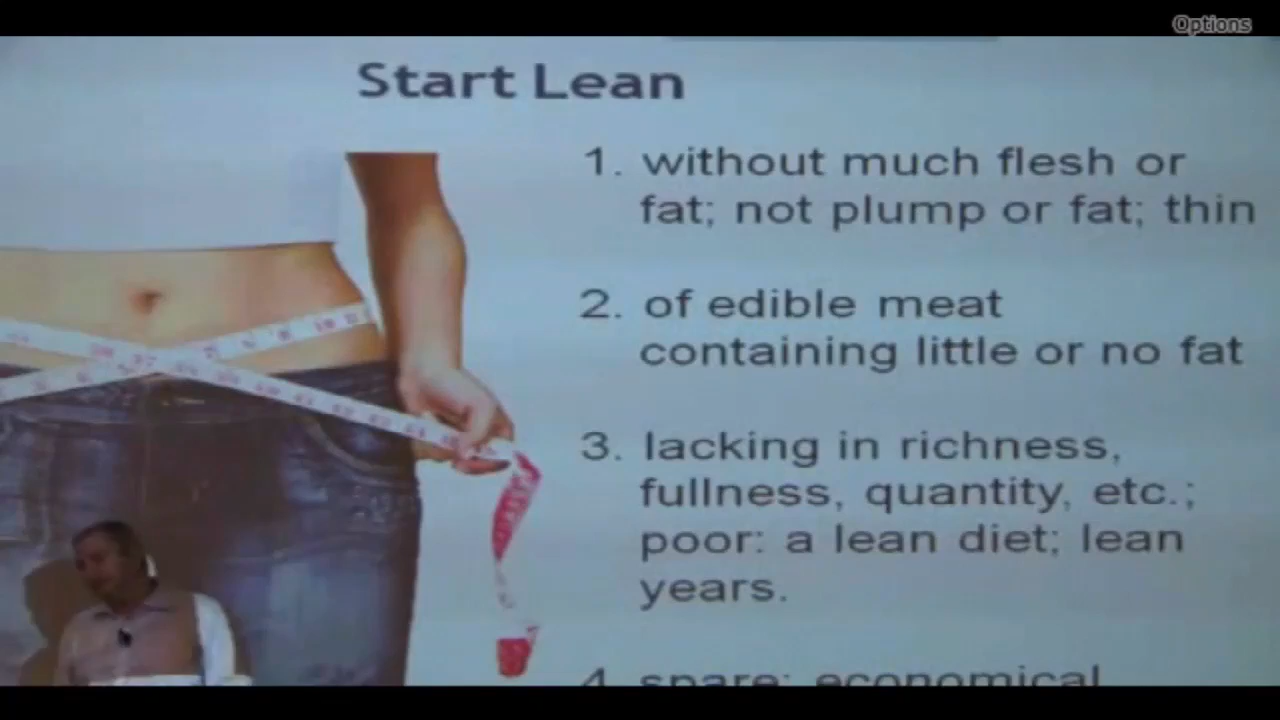 Options
Start Lean
1. without much flesh or
fat; not plump or fat; thin
2. of edible meat
containing little or no fat
3. lacking in richness,
fullness, quantity, etc.;
poor: a lean diet; lean
years.
4. spare; economical